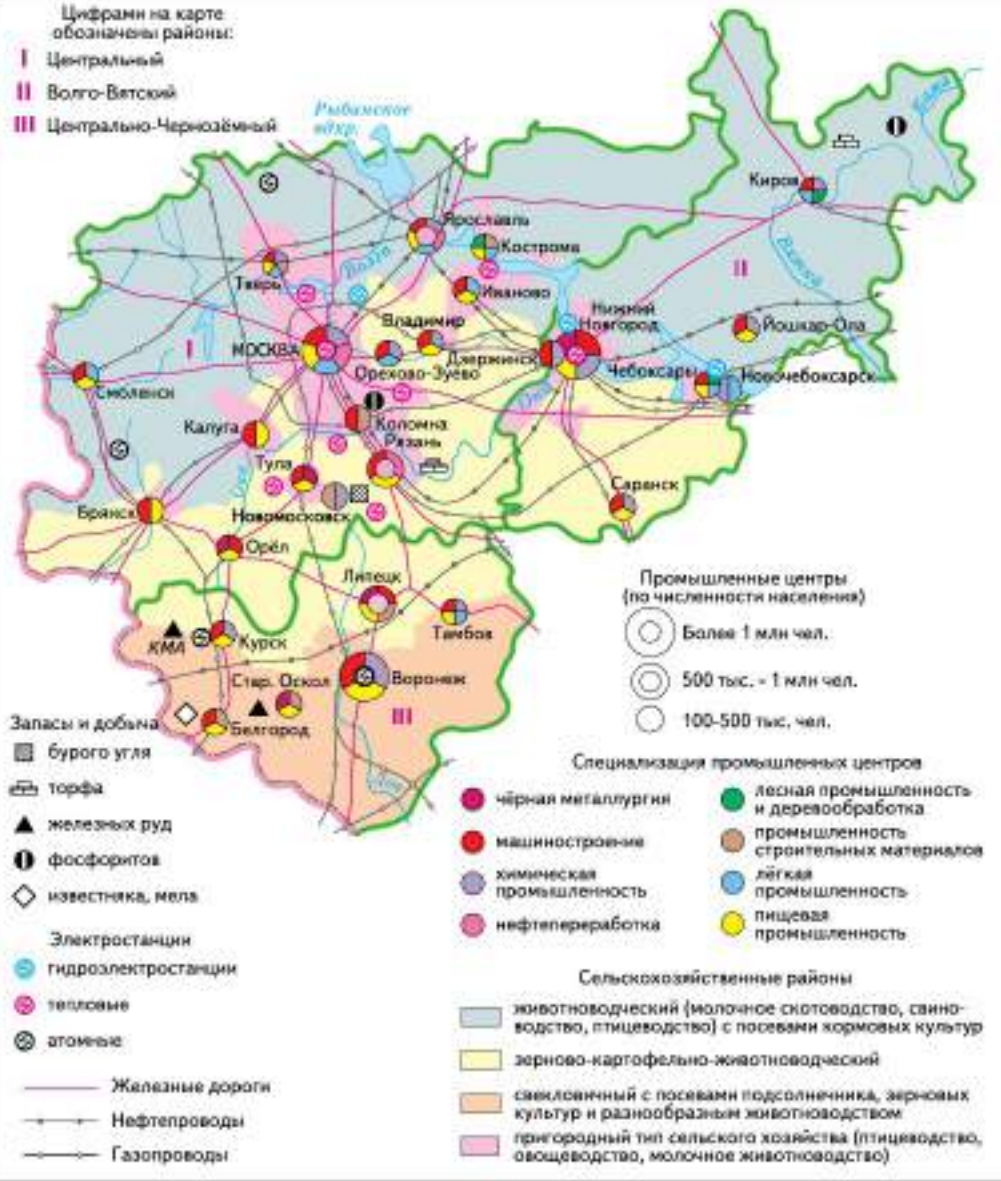 Цифрами на карте
обозначены районы:
I Центральный
II Волго-Вятский
III Центрально-Чернозёмный
Рыбинское
вдхр.
Кама
Киров
Ярославль
Кострома
Волга
Вятка
II
Тверь
Иваново
Нижний
Новгород
Владимир
Йошкар-Ола
I
МОСКВА
Дзержинск
Орехово-Зуево
Чебоксары
Новочебоксарск
Смоленск
Ока
Калуга
Коломна
Рязань
Тула
Саранск
Брянск
Новомосковск
Орёл
Липецк
Тамбов
КМА
Курск
Стар. Оскол
Воронеж
III
Белгород
Дон
Промышленные центры
(по численности населения)
Более 1 млн чел.
500 тыс. - 1 млн чел.
100-500 тыс. чел.
Запасы и добыча
бурого угля
торфа
железных руд
фосфоритов
известняка, мела
Электростанции
гидроэлектростанции
тепловые
атомные
Железные дороги
Нефтепроводы
Газопроводы
Специализация промышленных центров
чёрная металлургия
машиностроение
химическая
промышленность
нефтепереработка
лесная промышленность
и деревообработка
промышленность
строительных материалов
лёгкая
промышленность
пищевая
промышленность
Сельскохозяйственные районы
животноводческий (молочное скотоводство, свино-
водство, птицеводство) с посевами кормовых культур
зерново-картофельно-животноводческий
свекловичный с посевами подсолнечника, зерновых
культур и разнообразным животноводством
пригородный тип сельского хозяйства (птицеводство,
овощеводство, молочное животноводство)